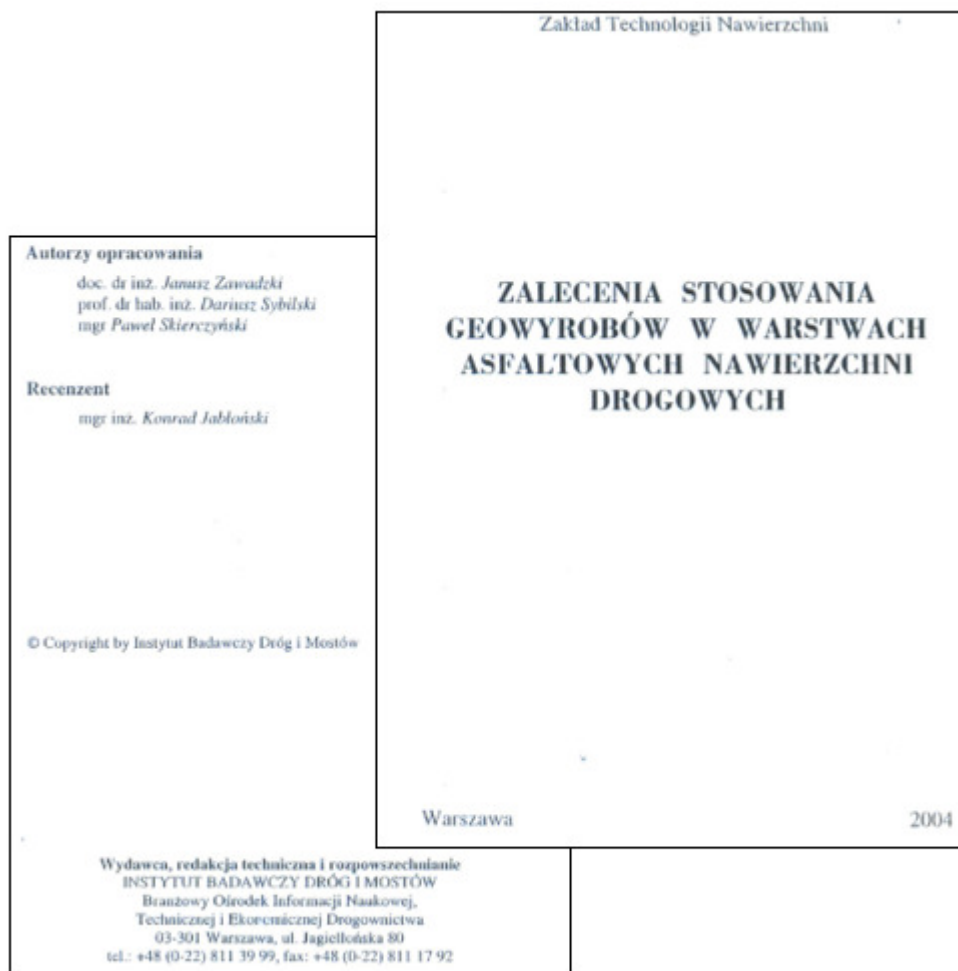 Zakład Technologii Nawierzchni
ZALECENIA STOSOWANIA
GEOWYROBÓW W WARSTWACH
ASFALTOWYCH NAWIERZCHNI
DROGOWYCH
Warszawa 2004
Autorzy opracowania
doc. dr inż. Janusz Zawadzki
prof. dr hab. inż. Dariusz Sybilski
mgr Paweł Skierczyński
Recenzent
mgr inż. Konrad Jabłoński
© Copyright by Instytut Badawczy Dróg i Mostów
Wydawca, redakcja techniczna i rozpowszechnianie
INSTYTUT BADAWCZY DRÓG I MOSTÓW
Branżowy Ośrodek Informacji Naukowej,
Technicznej i Ekonomicznej Drogownictwa
03-301 Warszawa, ul. Jagiellońska 80
tel.: +48 (0-22) 811 39 99, fax: +48 (0-22) 811 17 92